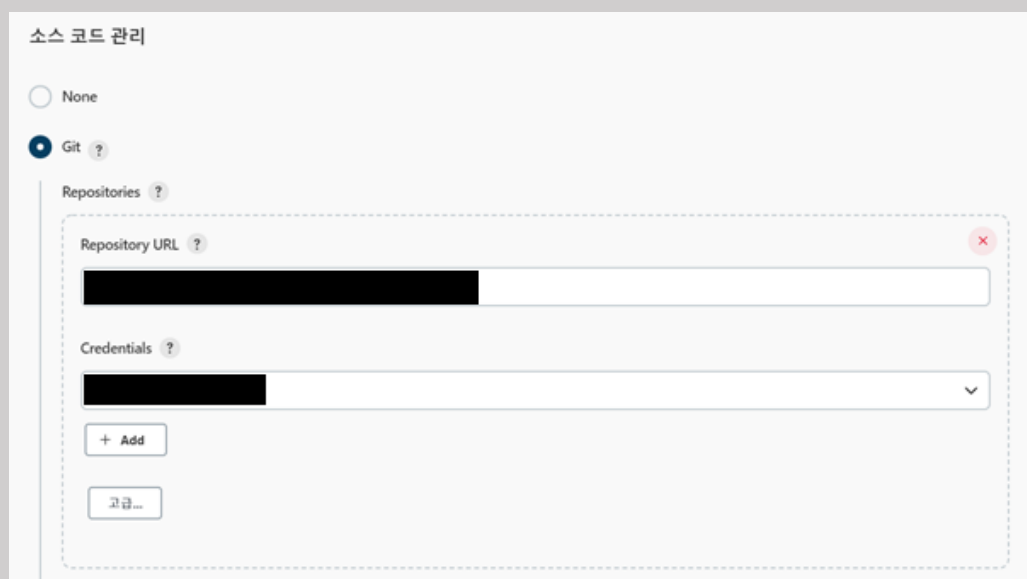 소스 코드 관리
None
Git ?
Repositories ?
Repository URL ?
Credentials ?
+ Add
고급...